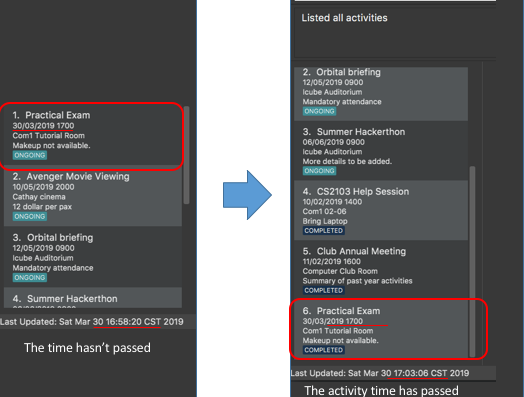 1. Practical Exam
30/03/2019 1700
Com1 Tutorial Room
Makeup not available.
ONGOING
2. Avenger Movie Viewing
10/05/2019 2000
Cathay cinema
12 dollar per pax
ONGOING
3. Orbital briefing
12/05/2019 0900
Icube Auditorium
Mandatory attendance
ONGOING
4. Summer Hackerthon
Last Updated: Sat Mar 30 16:58:20 CST 2019
The time hasn't passed
Listed all activities
2. Orbital briefing
12/05/2019 0900
Icube Auditorium
Mandatory attendance
ONGOING
3. Summer Hackerthon
06/06/2019 0900
Icube Auditorium
More details to be added.
ONGOING
4. CS2103 Help Session
10/02/2019 1400
Com1 02-06
Bring Laptop
COMPLETED
5. Club Annual Meeting
11/02/2019 1600
Computer Club Room
Summary of past year activities
COMPLETED
6. Practical Exam
30/03/2019 1700
Com1 Tutorial Room
Makeup not available.
COMPLETED
Last Updated: Sat Mar 30 17:03:06 CST 2019
The activity time has passed